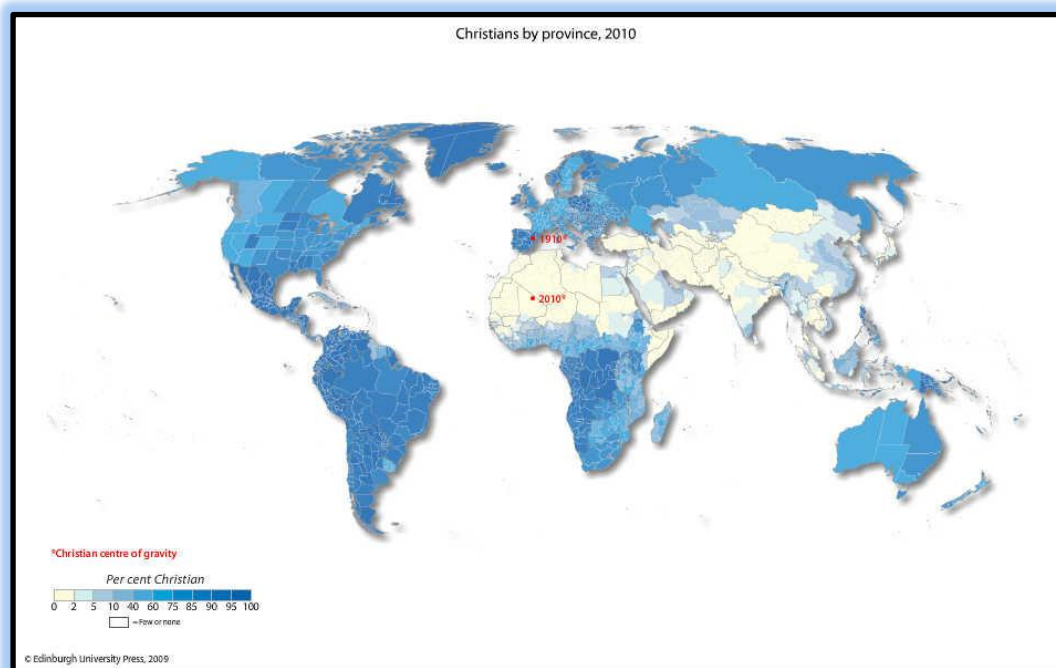 Christians by province, 2010
1910*
2010*
*Christian centre of gravity
Per cent Christian
0 2 5 10 40 60 75 85 90 95 100
= Few or none
© Edinburgh University Press, 2009